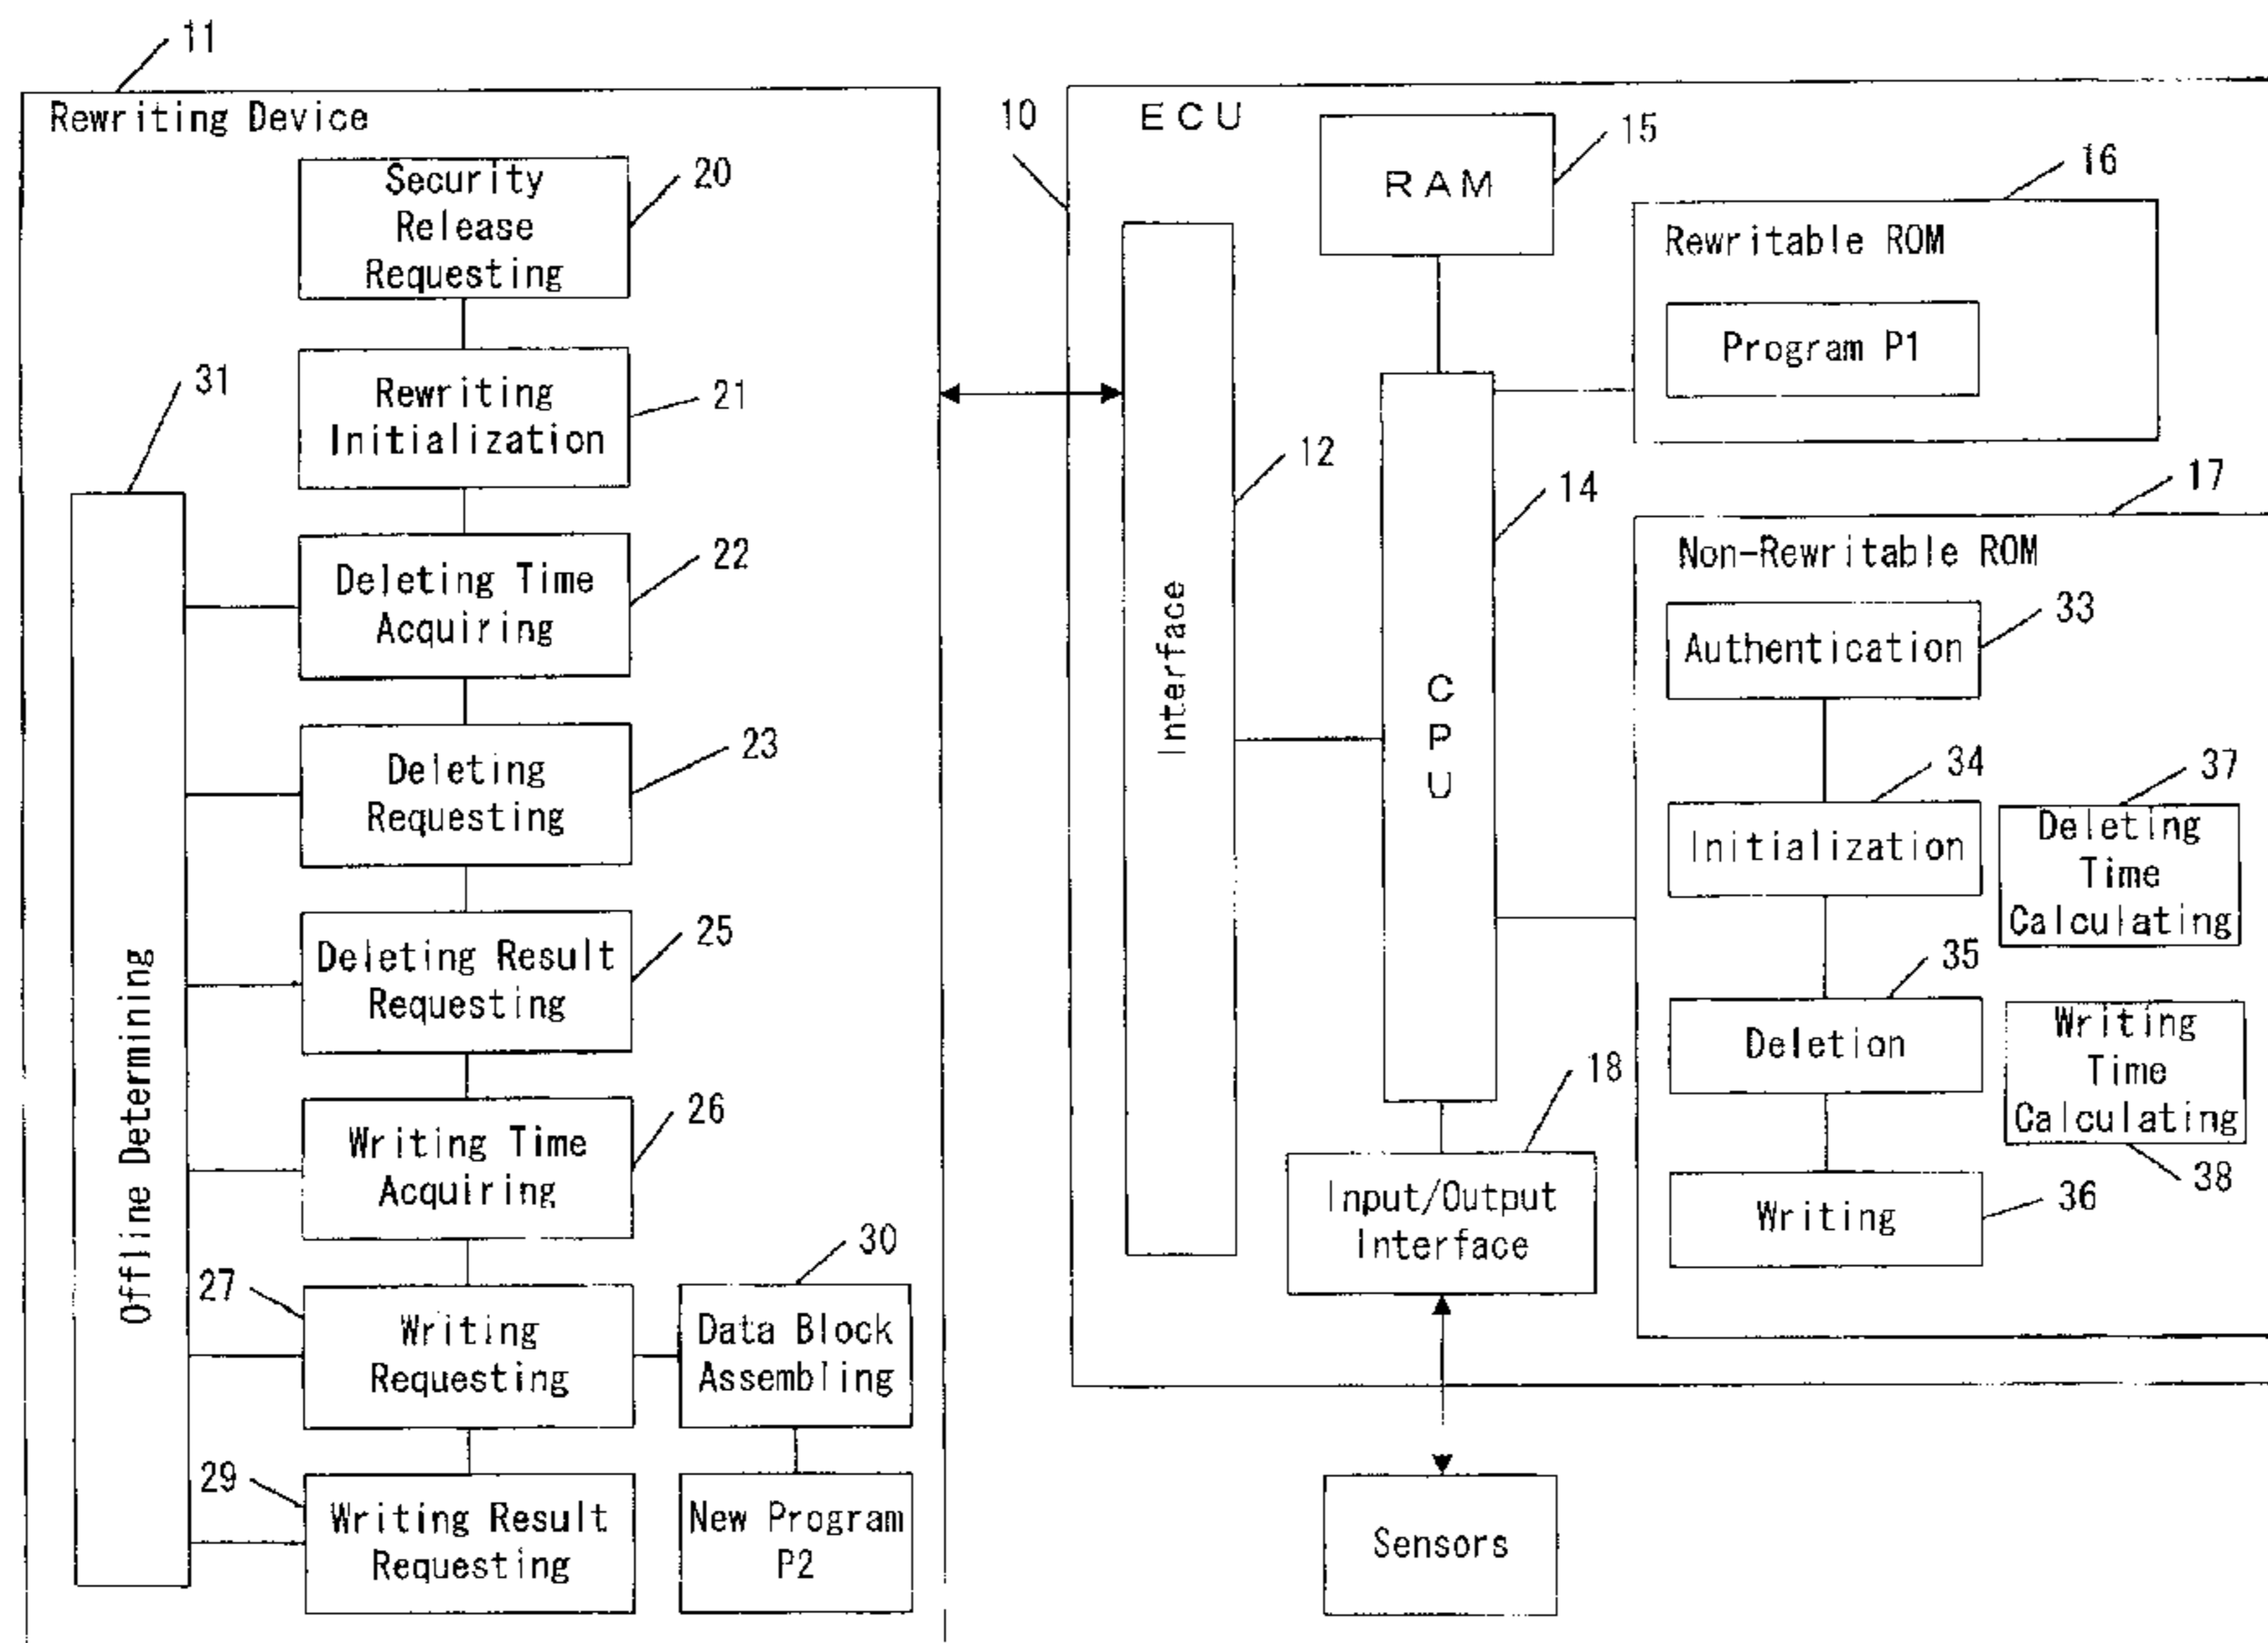 11
Rewriting Device
Security
Release
Requesting
20
Rewriting
Initialization
21
31
Deleting Time
Acquiring
22
Deleting
Requesting
23
Deleting Result
Requesting
25
Offline Determining
Writing Time
Acquiring
26
27
Writing
Requesting
30
Data Block
Assembling
29
Writing Result
Requesting
New Program
P2
10
ECU
RAM
15
16
Rewritable ROM
Program P1
12
Interface
14
CPU
17
Non-Rewritable ROM
33
Authentication
34
Initialization
37
Deleting
Time
Calculating
35
Deletion
Writing
Time
Calculating
38
36
Writing
18
Input/Output
Interface
Sensors